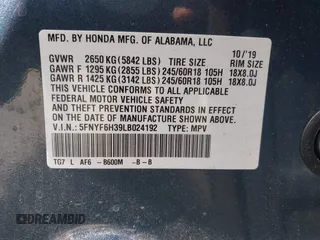 MFD. BY HONDA MFG. OF ALABAMA, LLC
10/'19
GVWR 2650 KG (5842 LBS) TIRE SIZE RIM SIZE
GAWR F 1295 KG (2855 LBS) 245/60R18 105H 18X8.0J
GAWR R 1425 KG (3142 LBS) 245/60R18 105H 18X8.0J
THIS VEHICLE CONFORMS TO ALL APPLICABLE
FEDERAL MOTOR VEHICLE SAFETY, BUMPER,
AND THEFT PREVENTION STANDARDS IN EFFECT
ON THE DATE OF MANUFACTURE SHOWN ABOVE.
V.I.N.: 5FNYF6H39LB024192 TYPE: MPV
TG7 L AF6 -B600M -B-B
DREAMBID